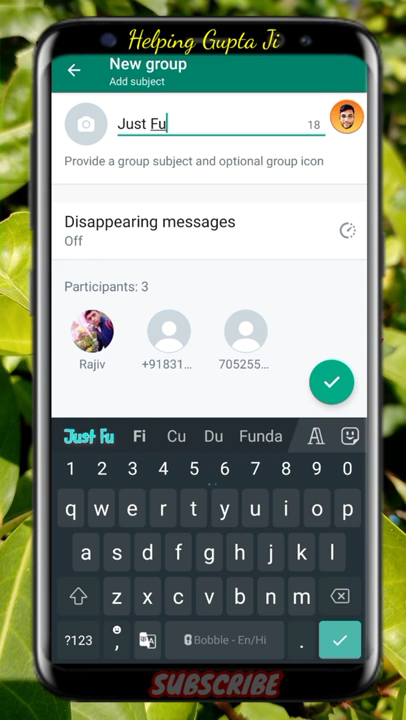 Helping Gupta Ji
New group
Add subject
Just Fu
18
Provide a group subject and optional group icon
Disappearing messages
Off
Participants: 3
Rajiv
+91831...
705255...
Just Fu Fi Cu Du Funda
1 2 3 4 5 6 7 8 9 0
q w e r t y u i o p
a s d f g h j k l
z x c v b n m
?123 , Bobble - En/Hi .
SUBSCRIBE